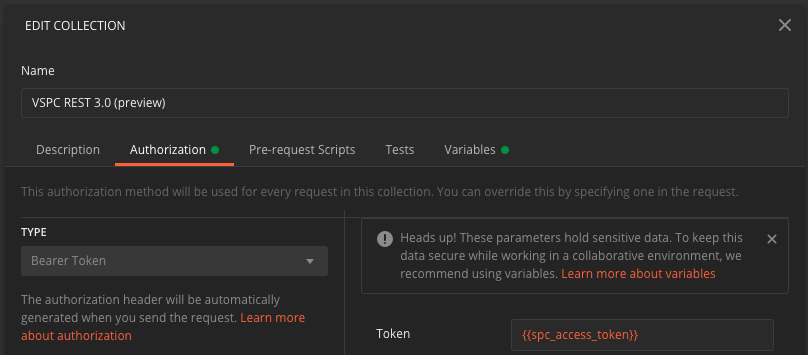 EDIT COLLECTION
Name
VSPC REST 3.0 (preview)
Description Authorization Pre-request Scripts Tests Variables
This authorization method will be used for every request in this collection. You can override this by specifying one in the request.
TYPE
Bearer Token
The authorization header will be automatically
generated when you send the request. Learn more
about authorization
Heads up! These parameters hold sensitive data. To keep this
data secure while working in a collaborative environment, we
recommend using variables. Learn more about variables
Token {{spc_access_token}}